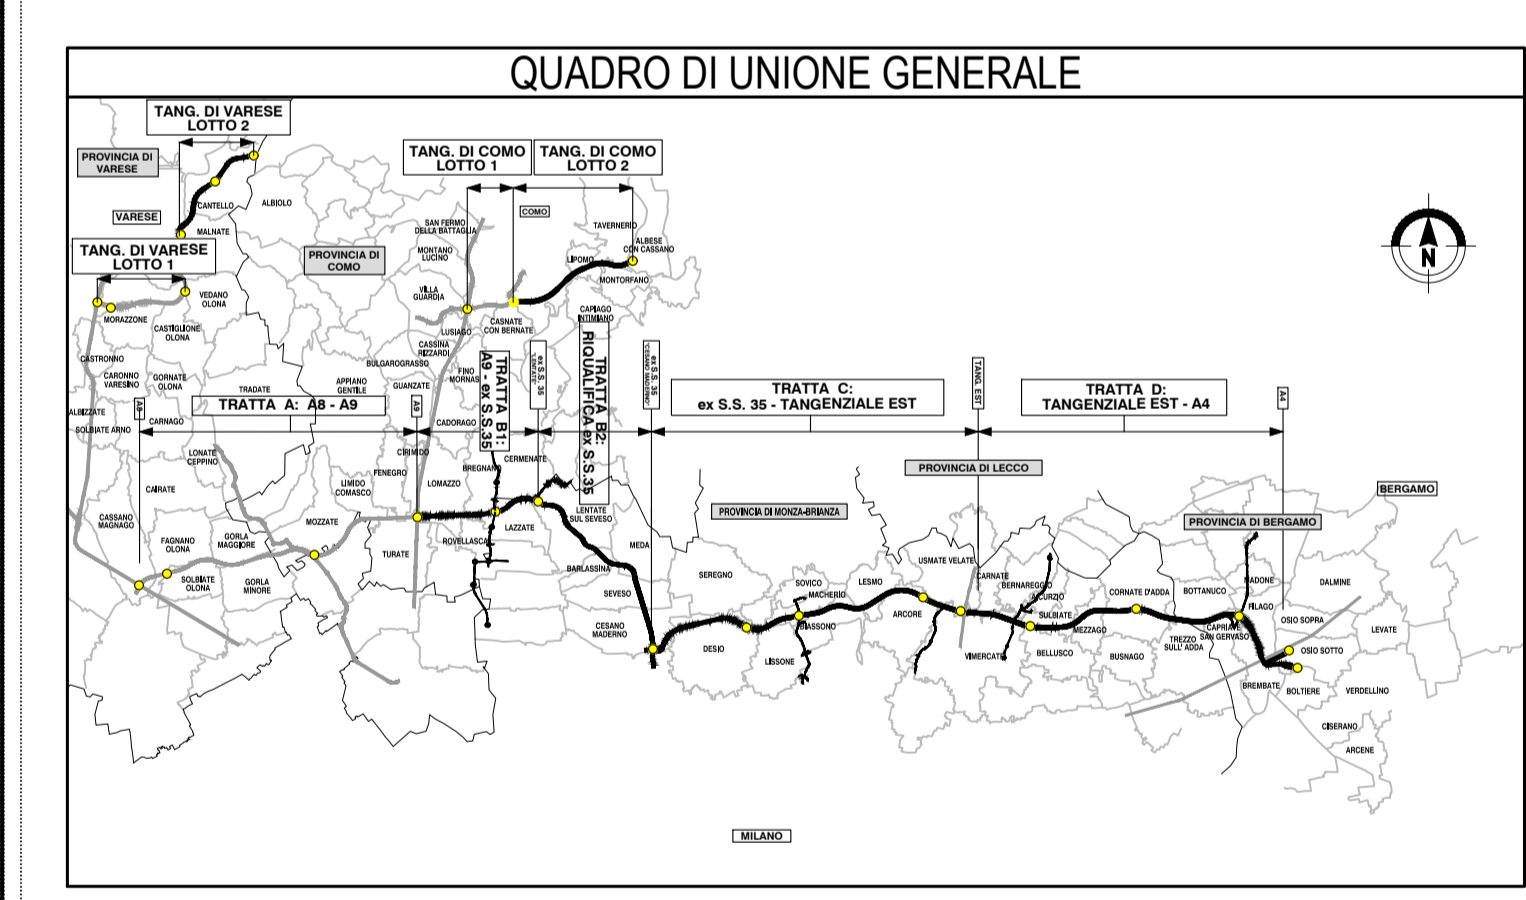 QUADRO DI UNIONE GENERALE
TANG. DI VARESE
LOTTO 2
PROVINCIA DI
VARESE
CANTELLO
ALBIOLO
VARESE
MALNATE
TANG. DI VARESE
LOTTO 1
VEDANO
OLONA
MORAZZONE
CASTIGLIONE
OLONA
PROVINCIA DI
COMO
TANG. DI COMO
LOTTO 1
TANG. DI COMO
LOTTO 2
COMO
SAN FERMO
DELLA BATTAGLIA
TAVERNERIO
ALBESE
CON CASSANO
MONTANO
LUCINO
LIPOMO
MONTORFANO
VILLA
GUARDIA
CAPIAGO
INTIMIANO
LUSIAGO
CASNATE
CON BERNATE
CASSINA
RIZZARDI
BULGAROGRASSO
FINO
MORNAS
GUANZATE
APPIANO
GENTILE
TRADATE
CASTRONNO
CARONNO
VARESINO
GORNATE
OLONA
ALBIZZATE
SOLBIATE ARNO
CARNAGO
A8
TRATTA A: A8 - A9
A9
CADORAGO
TRATTA B1:
A9 - ex S.S.35
ex S.S. 35
"LENTATE"
TRATTA B2:
RIQUALIFICA ex S.S.35
ex S.S. 35
"CESANO MADERNO"
TRATTA C:
ex S.S. 35 - TANGENZIALE EST
TANG. EST
TRATTA D:
TANGENZIALE EST - A4
A4
N
LONATE
CEPPINO
CIRIMIDO
FENEGRO
BREGNANO
CERMENATE
LIMIDO
COMASCO
LOMAZZO
CAIRATE
CASSANO
MAGNAGO
MOZZATE
LAZZATE
LENTATE
SUL SEVESO
FAGNANO
OLONA
GORLA
MAGGIORE
TURATE
ROVELLASCA
MEDA
BARLASSINA
SOLBIATE
OLONA
GORLA
MINORE
SEVESO
CESANO
MADERNO
PROVINCIA DI MONZA-BRIANZA
PROVINCIA DI LECCO
PROVINCIA DI BERGAMO
BERGAMO
SEREGNO
SOVICO
MACHERIO
LESMO
USMATE VELATE
CARNATE
BERNAREGGIO
CORNATE D'ADDA
BOTTANUCO
MADONE
DALMINE
FILAGO
ARCORE
SULBIATE
MEZZAGO
CAPRIATE
SAN GERVASO
OSIO SOPRA
LEVATE
DESIO
LISSONE
VIMERCATE
BELLUSCO
BUSNAGO
TREZZO
SULL' ADDA
OSIO SOTTO
BREMBATE
BOLTIERE
VERDELLINO
CISERANO
ARCENE
MILANO